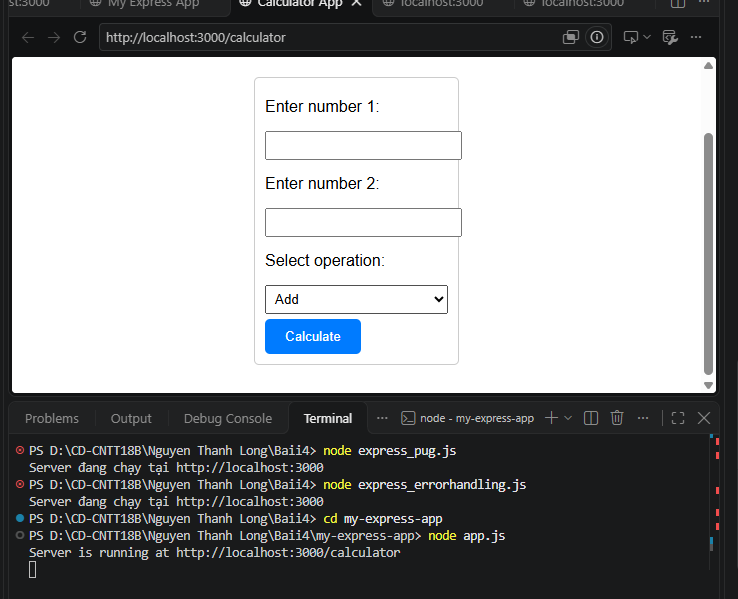 st:3000 My Express App Calculator App localhost:3000 localhost:3000
http://localhost:3000/calculator
Enter number 1:
Enter number 2:
Select operation:
Add
Calculate
Problems Output Debug Console Terminal node - my-express-app
PS D:\CD-CNTT18B\Nguyen Thanh Long\Baii4> node express_pug.js
Server đang chạy tại http://localhost:3000
PS D:\CD-CNTT18B\Nguyen Thanh Long\Baii4> node express_errorhandling.js
Server đang chạy tại http://localhost:3000
PS D:\CD-CNTT18B\Nguyen Thanh Long\Baii4> cd my-express-app
PS D:\CD-CNTT18B\Nguyen Thanh Long\Baii4\my-express-app> node app.js
Server is running at http://localhost:3000/calculator